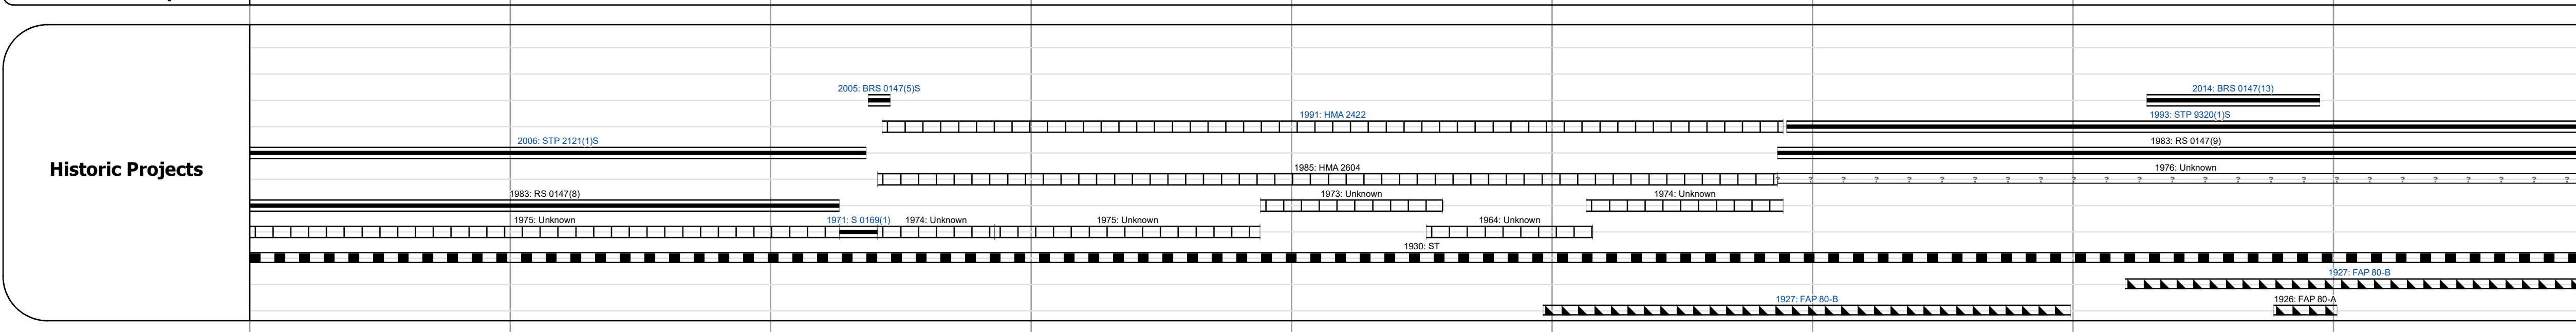 Historic Projects
2005: BRS 0147(5)S
2014: BRS 0147(13)
1991: HMA 2422
1993: STP 9320(1)S
2006: STP 2121(1)S
1983: RS 0147(9)
1985: HMA 2604
1976: Unknown
? ? ? ? ? ? ? ? ? ? ? ? ? ? ? ? ? ? ? ? ? ? ? ? ?
1983: RS 0147(8)
1973: Unknown
1974: Unknown
1975: Unknown
1971: S 0169(1)
1974: Unknown
1975: Unknown
1964: Unknown
1930: ST
1927: FAP 80-B
1927: FAP 80-B
1926: FAP 80-A